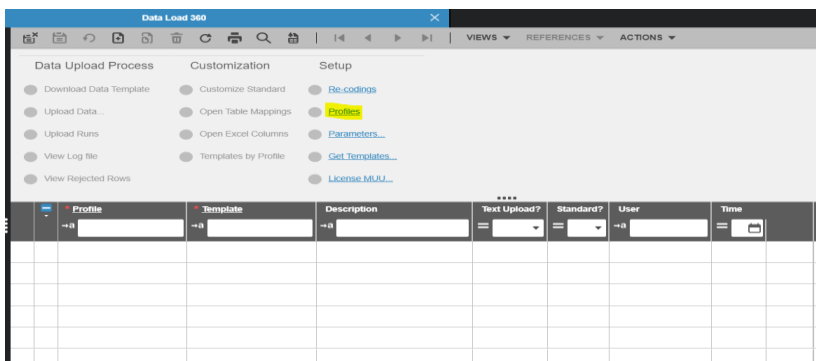 Data Load 360
VIEWS REFERENCES ACTIONS
Data Upload Process Customization Setup
Download Data Template Customize Standard Re-codings
Upload Data... Open Table Mappings Profiles
Upload Runs Open Excel Columns Parameters...
View Log file Templates by Profile Get Templates...
View Rejected Rows License MUU...
* Profile * Template Description Text Upload? Standard? User Time
→a →a →a = = →a =